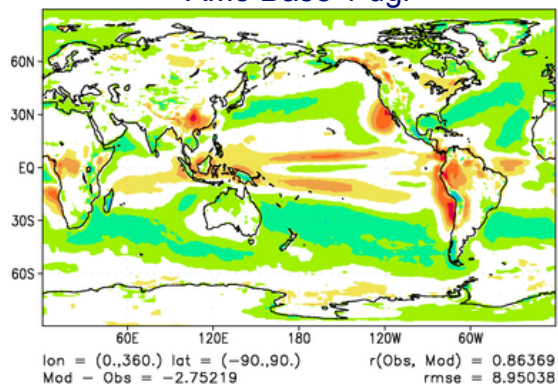 60N
30N
EQ
30S
60S
60E 120E 180 120W 60W
lon = (0.,360.) lat = (-90.,90.) r(Obs, Mod) = 0.86369
Mod - Obs = -2.75219 rmse = 8.95038